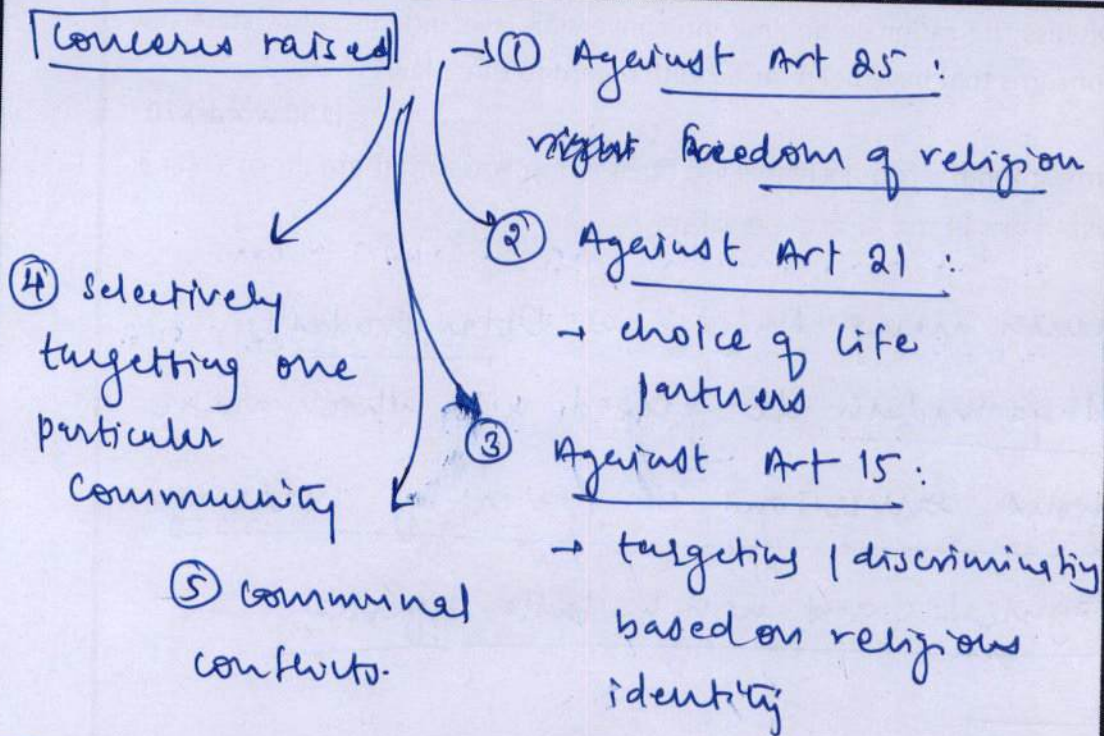 Concerns raised
→ ① Against Art 25 :
freedom of religion
② Against Art 21 :
→ choice of life
partners
③ Against Art 15 :
→ targeting / discriminating
based on religious
identity
④ selectively
targetting one
particular
community
⑤ communal
conflicts.